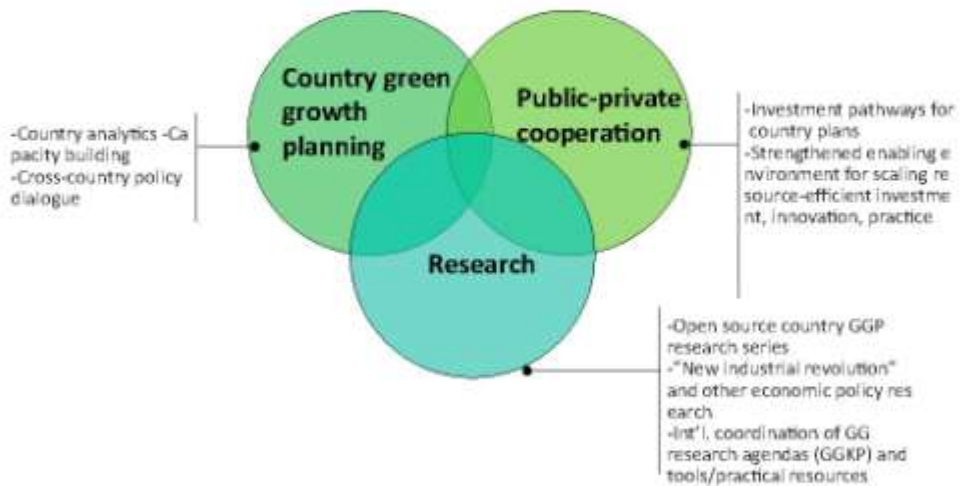 Country green
growth
planning
Public-private
cooperation
Research
-Country analytics -Ca
pacity building
-Cross-country policy
dialogue
-Investment pathways for
country plans
-Strengthened enabling e
nvironment for scaling re
source-efficient investme
nt, innovation, practice
-Open source country GGP
research series
-"New industrial revolution"
and other economic policy res
earch
-Int'l. coordination of GG
research agendas (GGKP) and
tools/practical resources